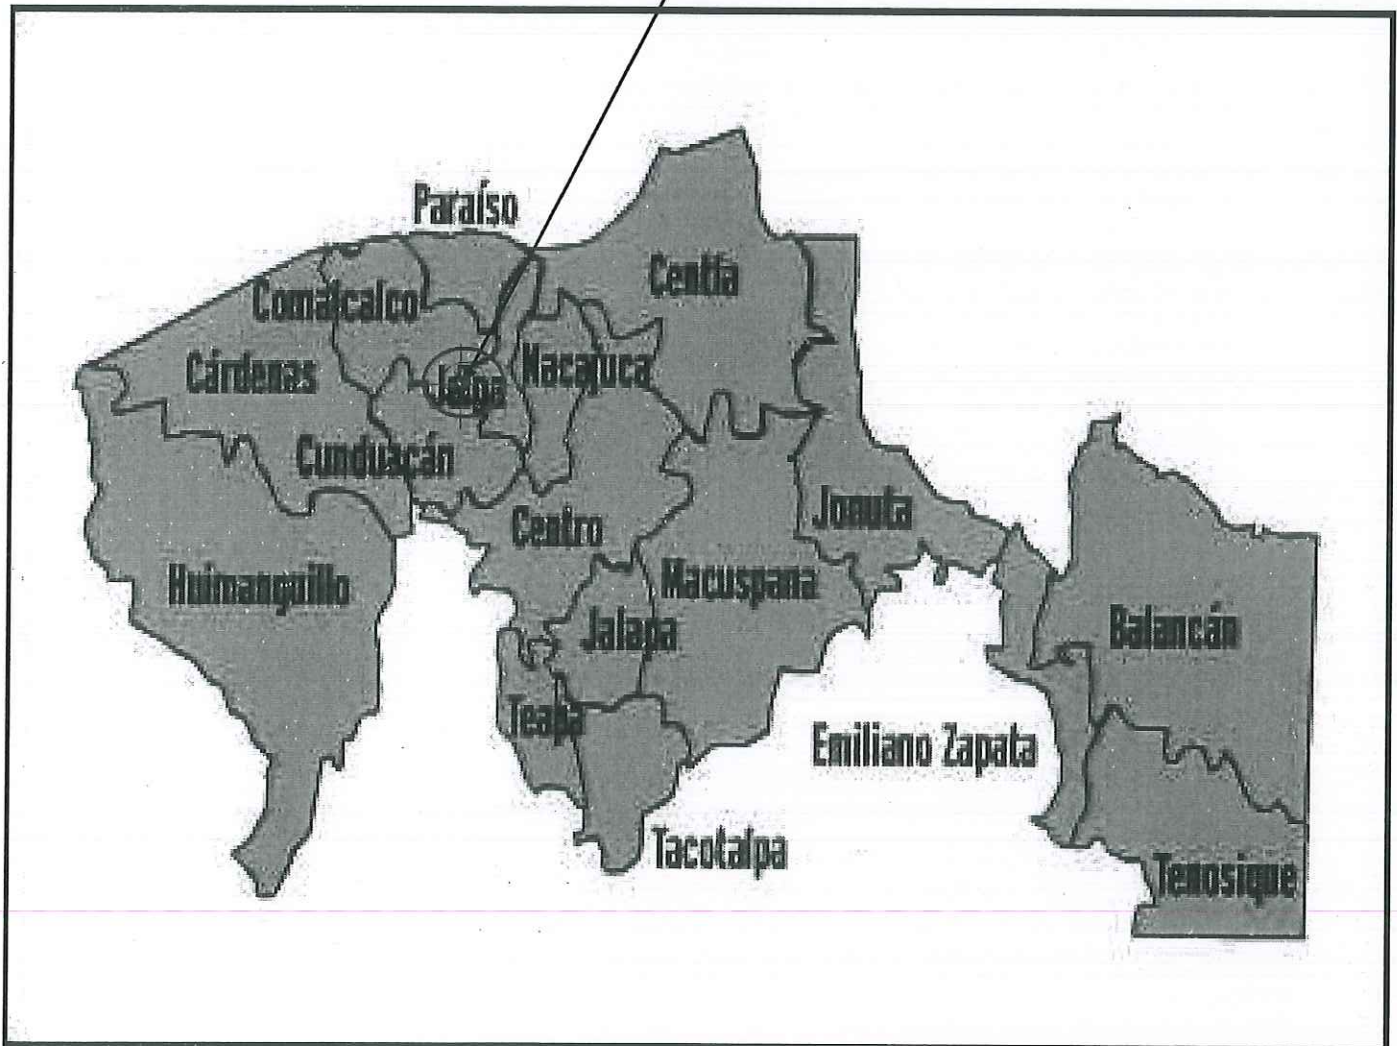 Paraíso
Centla
Comalcalco
Cárdenas
Jalpa
Nacajuca
Cunduacán
Centro
Jonuta
Huimanguillo
Macuspana
Jalapa
Balancán
Teapa
Emiliano Zapata
Tacotalpa
Tenosique